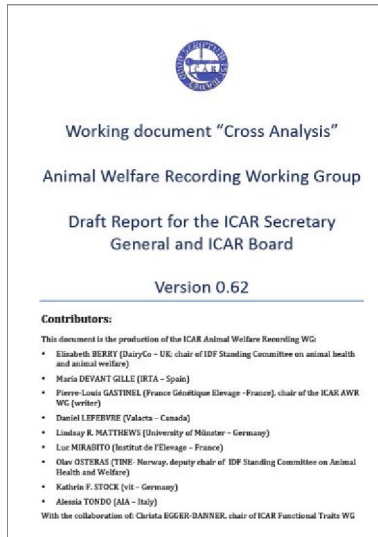 ICAR
Working document “Cross Analysis”
Animal Welfare Recording Working Group
Draft Report for the ICAR Secretary
General and ICAR Board
Version 0.62
Contributors:
This document is the production of the ICAR Animal Welfare Recording WG:
• Elisabeth BERRY (DairyCo – UK; chair of IDF Standing Committee on animal health
and animal welfare)
• Maria DEVANT GILLE (IRTA – Spain)
• Pierre-Louis GASTINEL (France Génétique Elevage –France), chair of the ICAR AWR
WG (writer)
• Daniel LEFEBVRE (Valacta – Canada)
• Lindsay R. MATTHEWS (University of Münster – Germany)
• Luc MIRABITO (Institut de l'Elevage – France)
• Olav OSTERAS (TINE- Norway, deputy chair of IDF Standing Committee on Animal
Health and Welfare)
• Kathrin F. STOCK (vit – Germany)
• Alessia TONDO (AIA – Italy)
With the collaboration of: Christa EGGER-DANNER, chair of ICAR Functional Traits WG